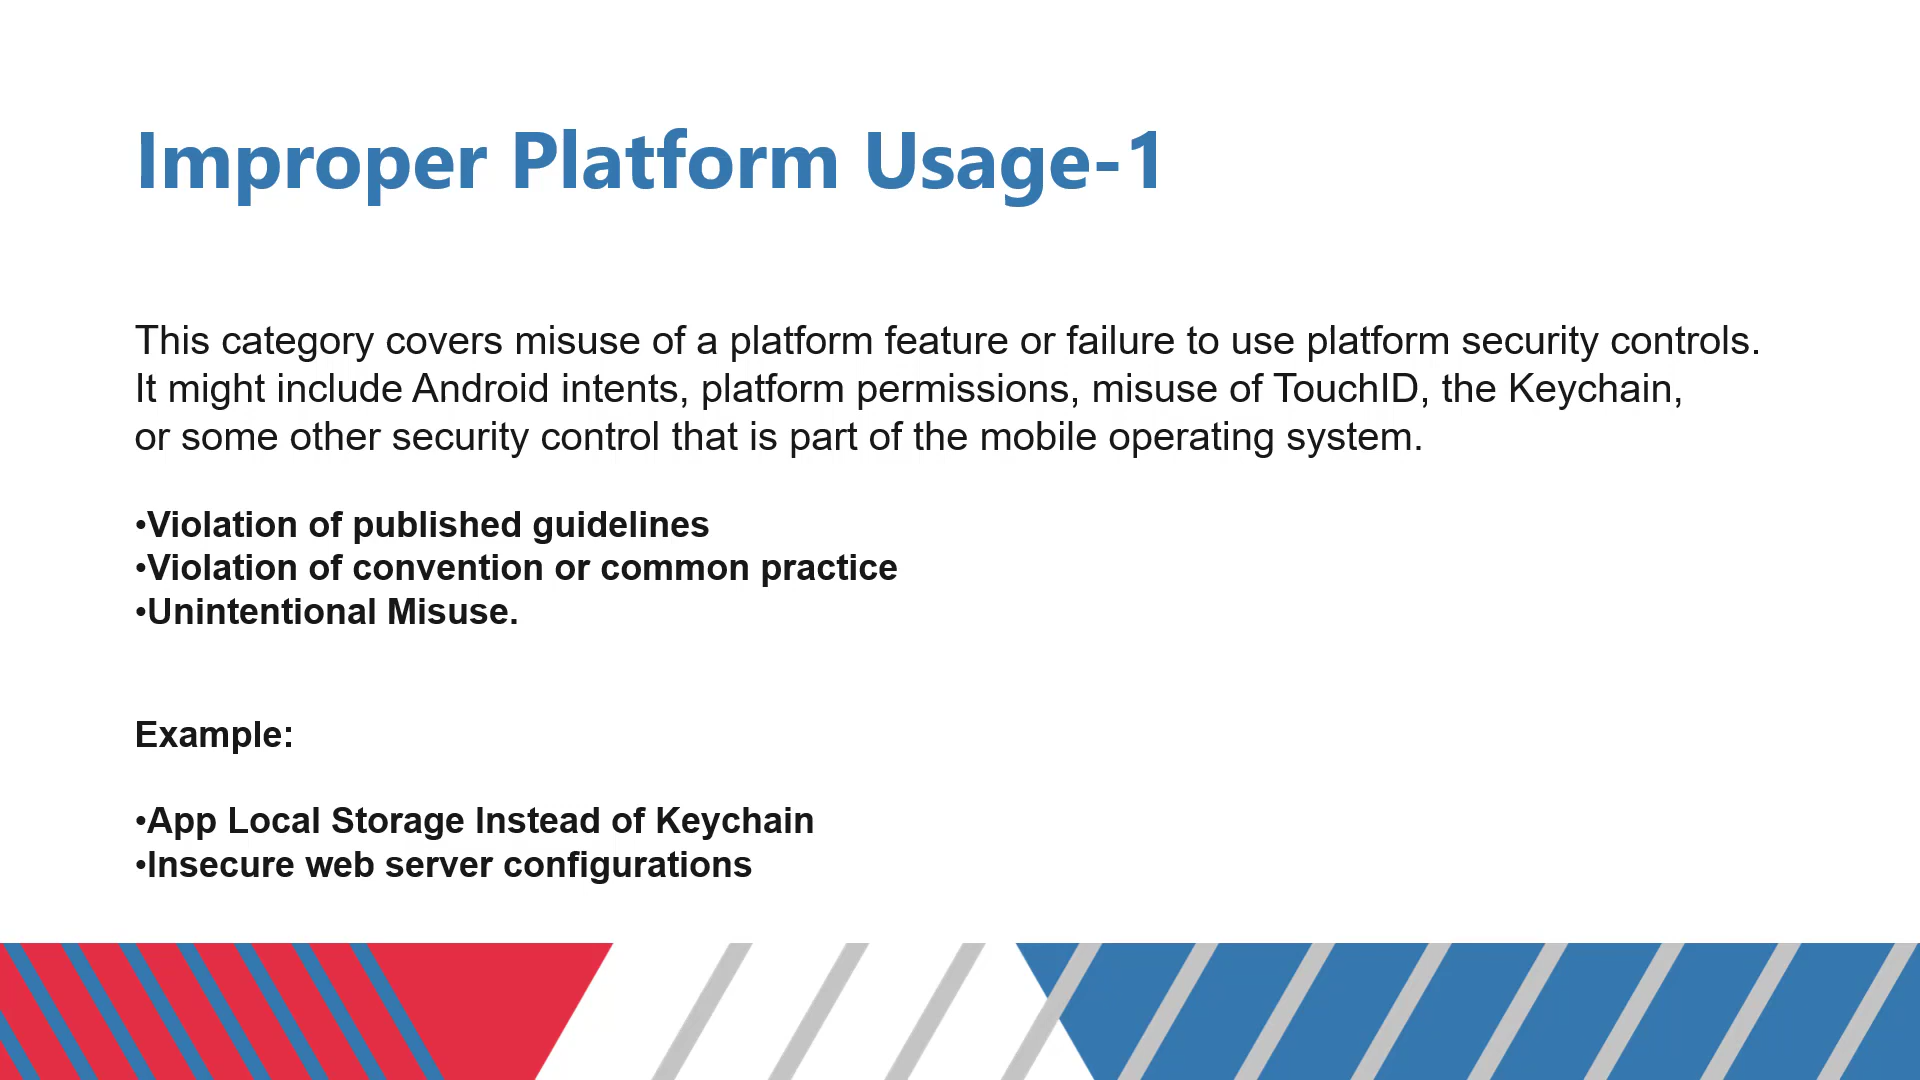 Improper Platform Usage-1
This category covers misuse of a platform feature or failure to use platform security controls.
It might include Android intents, platform permissions, misuse of TouchID, the Keychain,
or some other security control that is part of the mobile operating system.
•Violation of published guidelines
•Violation of convention or common practice
•Unintentional Misuse.
Example:
•App Local Storage Instead of Keychain
•Insecure web server configurations